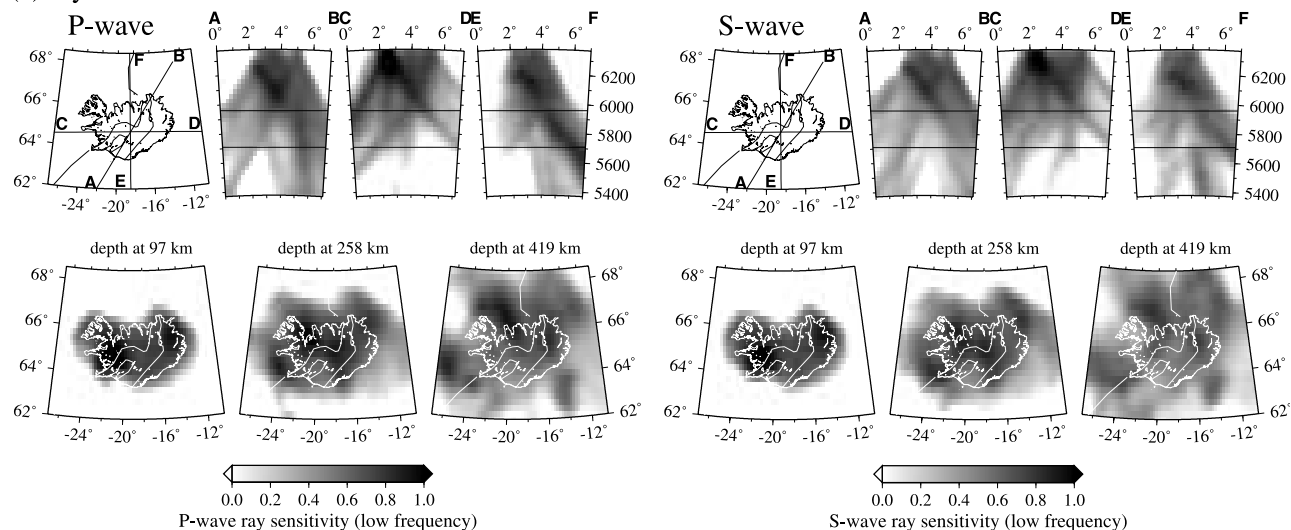 P-wave
A BC DE F
0° 2° 4° 6° 0° 2° 4° 6° 0° 2° 4° 6°
68°
66°
64°
62°
F B
C D
A E
-24° -20° -16° -12°
6200
6000
5800
5600
5400
depth at 97 km depth at 258 km depth at 419 km
68°
66°
64°
62°
68°
66°
64°
62°
-24° -20° -16° -12° -24° -20° -16° -12° -24° -20° -16° -12°
0.0 0.2 0.4 0.6 0.8 1.0
P-wave ray sensitivity (low frequency)
S-wave
A BC DE F
0° 2° 4° 6° 0° 2° 4° 6° 0° 2° 4° 6°
68°
66°
64°
62°
F B
C D
A E
-24° -20° -16° -12°
6200
6000
5800
5600
5400
depth at 97 km depth at 258 km depth at 419 km
68°
66°
64°
62°
68°
66°
64°
62°
-24° -20° -16° -12° -24° -20° -16° -12° -24° -20° -16° -12°
0.0 0.2 0.4 0.6 0.8 1.0
S-wave ray sensitivity (low frequency)